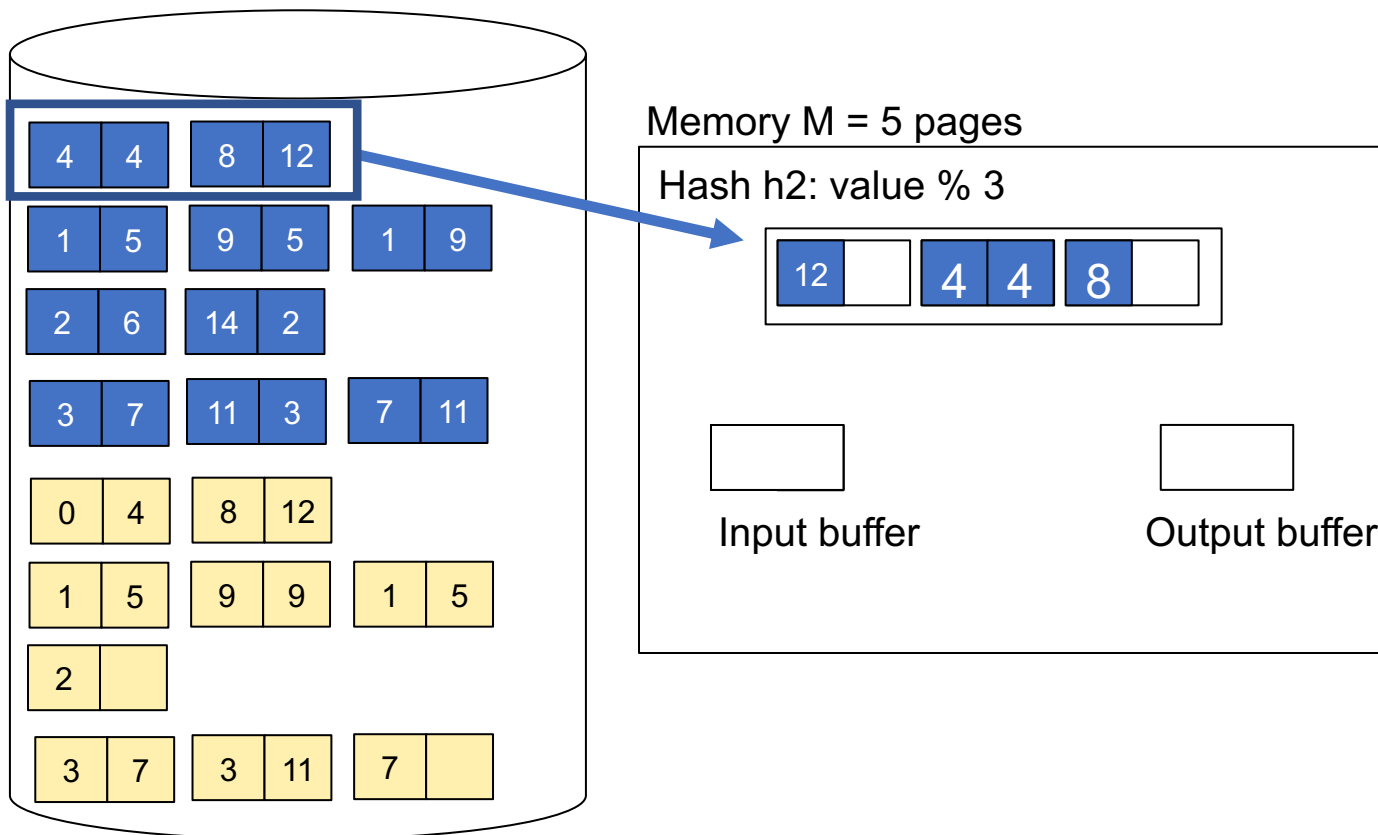 Memory M = 5 pages
Hash h2: value % 3
4 4 8 12
1 5 9 5 1 9
2 6 14 2
3 7 11 3 7 11
0 4 8 12
1 5 9 9 1 5
2
3 7 3 11 7
12 4 4 8
Input buffer
Output buffer